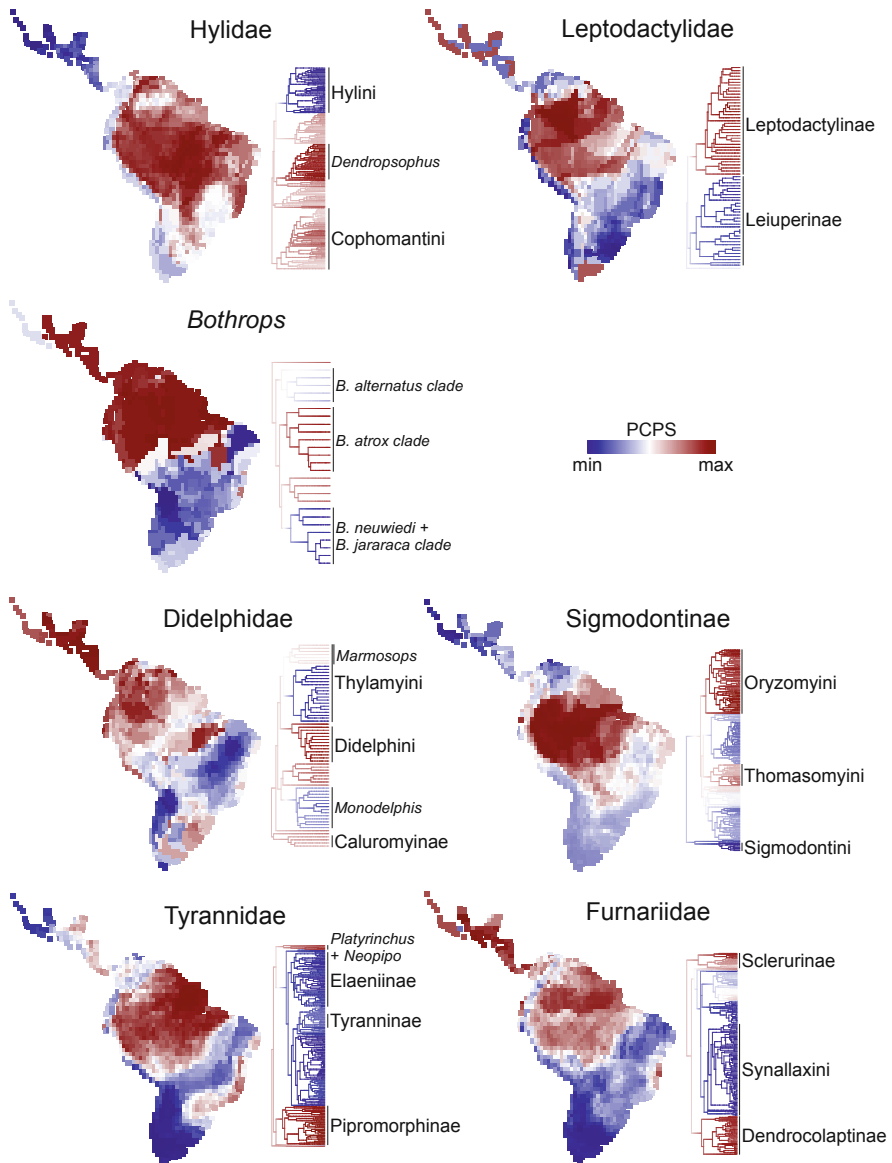 Hylidae
Hylini
Dendropsophus
Cophomantini
Leptodactylidae
Leptodactylinae
Leiuperinae
Bothrops
B. alternatus clade
B. atrox clade
B. neuwiedi +
B. jararaca clade
PCPS
min
max
Didelphidae
Marmosops
Thylamyini
Didelphini
Monodelphis
Caluromyinae
Sigmodontinae
Oryzomyini
Thomasomyini
Sigmodontini
Tyrannidae
Platyrinchus
+ Neopipo
Elaeniinae
Tyranninae
Pipromorphinae
Furnariidae
Sclerurinae
Synallaxini
Dendrocolaptinae